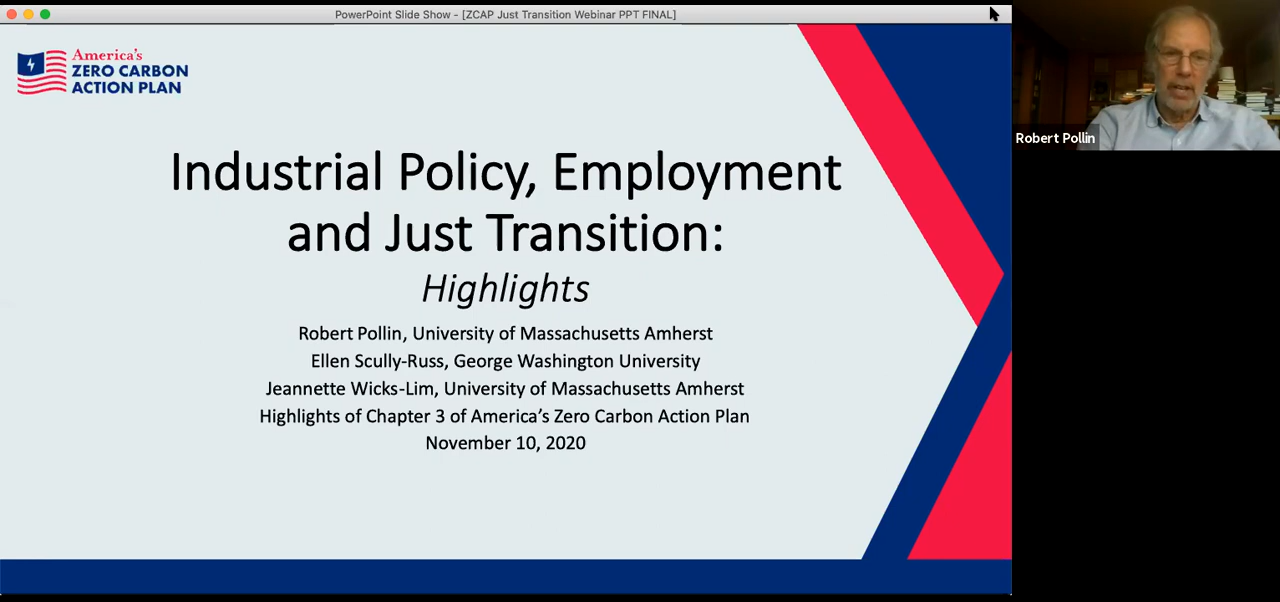 PowerPoint Slide Show - [ZCAP Just Transition Webinar PPT FINAL]
America's
ZERO CARBON
ACTION PLAN
Robert Pollin
Industrial Policy, Employment
and Just Transition:
Highlights
Robert Pollin, University of Massachusetts Amherst
Ellen Scully-Russ, George Washington University
Jeannette Wicks-Lim, University of Massachusetts Amherst
Highlights of Chapter 3 of America’s Zero Carbon Action Plan
November 10, 2020